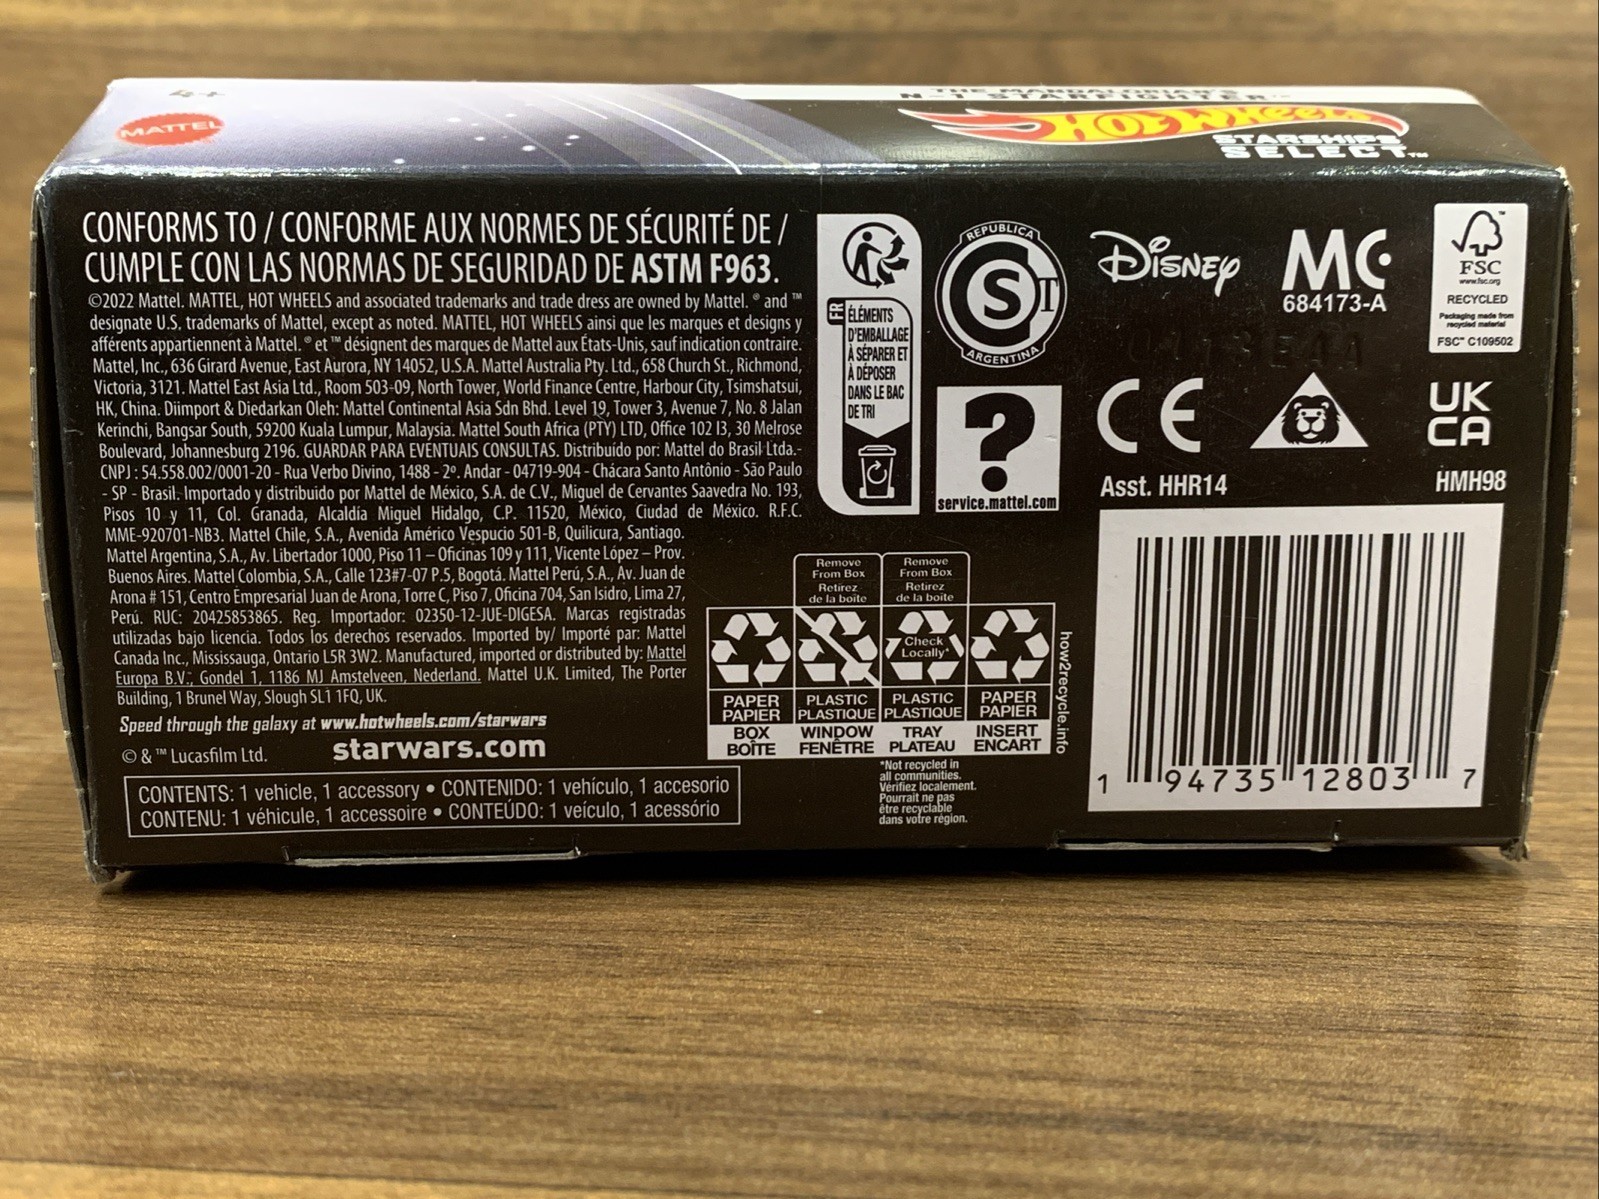 4+
MATTEL
THE MANDALORIAN'S
N-1 STARFIGHTER™
HOT WHEELS
STARSHIPS
SELECT™
CONFORMS TO / CONFORME AUX NORMES DE SÉCURITÉ DE /
CUMPLE CON LAS NORMAS DE SEGURIDAD DE ASTM F963.
©2022 Mattel. MATTEL, HOT WHEELS and associated trademarks and trade dress are owned by Mattel. ® and ™
designate U.S. trademarks of Mattel, except as noted. MATTEL, HOT WHEELS ainsi que les marques et designs y
afférents appartiennent à Mattel. ® et ™ désignent des marques de Mattel aux États-Unis, sauf indication contraire.
Mattel, Inc., 636 Girard Avenue, East Aurora, NY 14052, U.S.A. Mattel Australia Pty. Ltd., 658 Church St., Richmond,
Victoria, 3121. Mattel East Asia Ltd., Room 503-09, North Tower, World Finance Centre, Harbour City, Tsimshatsui,
HK, China. Diimport & Diedarkan Oleh: Mattel Continental Asia Sdn Bhd. Level 19, Tower 3, Avenue 7, No. 8 Jalan
Kerinchi, Bangsar South, 59200 Kuala Lumpur, Malaysia. Mattel South Africa (PTY) LTD, Office 102 I3, 30 Melrose
Boulevard, Johannesburg 2196. GUARDAR PARA EVENTUAIS CONSULTAS. Distribuído por: Mattel do Brasil Ltda.-
CNPJ : 54.558.002/0001-20 - Rua Verbo Divino, 1488 - 2º. Andar - 04719-904 - Chácara Santo Antônio - São Paulo
- SP - Brasil. Importado y distribuido por Mattel de México, S.A. de C.V., Miguel de Cervantes Saavedra No. 193,
Pisos 10 y 11, Col. Granada, Alcaldía Miguel Hidalgo, C.P. 11520, México, Ciudad de México. R.F.C.
MME-920701-NB3. Mattel Chile, S.A., Avenida Américo Vespucio 501-B, Quilicura, Santiago.
Mattel Argentina, S.A., Av. Libertador 1000, Piso 11 – Oficinas 109 y 111, Vicente López – Prov.
Buenos Aires. Mattel Colombia, S.A., Calle 123#7-07 P.5, Bogotá. Mattel Perú, S.A., Av. Juan de
Arona # 151, Centro Empresarial Juan de Arona, Torre C, Piso 7, Oficina 704, San Isidro, Lima 27,
Perú. RUC: 20425853865. Reg. Importador: 02350-12-JUE-DIGESA. Marcas registradas
utilizadas bajo licencia. Todos los derechos reservados. Imported by/ Importé par: Mattel
Canada Inc., Mississauga, Ontario L5R 3W2. Manufactured, imported or distributed by: Mattel
Europa B.V., Gondel 1, 1186 MJ Amstelveen, Nederland. Mattel U.K. Limited, The Porter
Building, 1 Brunel Way, Slough SL1 1FQ, UK.
Speed through the galaxy at www.hotwheels.com/starwars
© & ™ Lucasfilm Ltd. starwars.com
CONTENTS: 1 vehicle, 1 accessory • CONTENIDO: 1 vehículo, 1 accesorio
CONTENU: 1 véhicule, 1 accessoire • CONTEÚDO: 1 veículo, 1 acessório
FR
ÉLÉMENTS
D'EMBALLAGE
À SÉPARER ET
À DÉPOSER
DANS LE BAC
DE TRI
REPUBLICA
S T
ARGENTINA
?
service.mattel.com
Disney
MC
684173-A
FSC
www.fsc.org
RECYCLED
Packaging made from
recycled material
FSC™ C109502
CE
UK
CA
Asst. HHR14
HMH98
Remove
From Box
Retirez
de la boîte
Remove
From Box
Retirez
de la boîte
Check
Locally*
PAPER
PAPIER
BOX
BOÎTE
PLASTIC
PLASTIQUE
WINDOW
FENÊTRE
PLASTIC
PLASTIQUE
TRAY
PLATEAU
PAPER
PAPIER
INSERT
ENCART
how2recycle.info
*Not recycled in
all communities.
Vérifiez localement.
Pourrait ne pas
être recyclable
dans votre région.
1 94735 12803 7